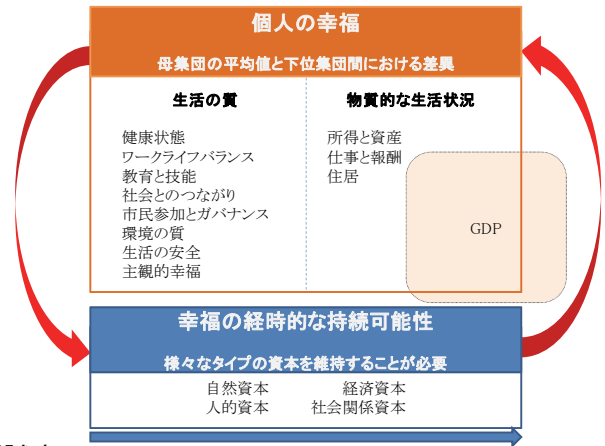 個人の幸福
母集団の平均値と下位集団間における差異
生活の質
健康状態
ワークライフバランス
教育と技能
社会とのつながり
市民参加とガバナンス
環境の質
生活の安全
主観的幸福
物質的な生活状況
所得と資産
仕事と報酬
住居
GDP
幸福の経時的な持続可能性
様々なタイプの資本を維持することが必要
自然資本 経済資本
人的資本 社会関係資本